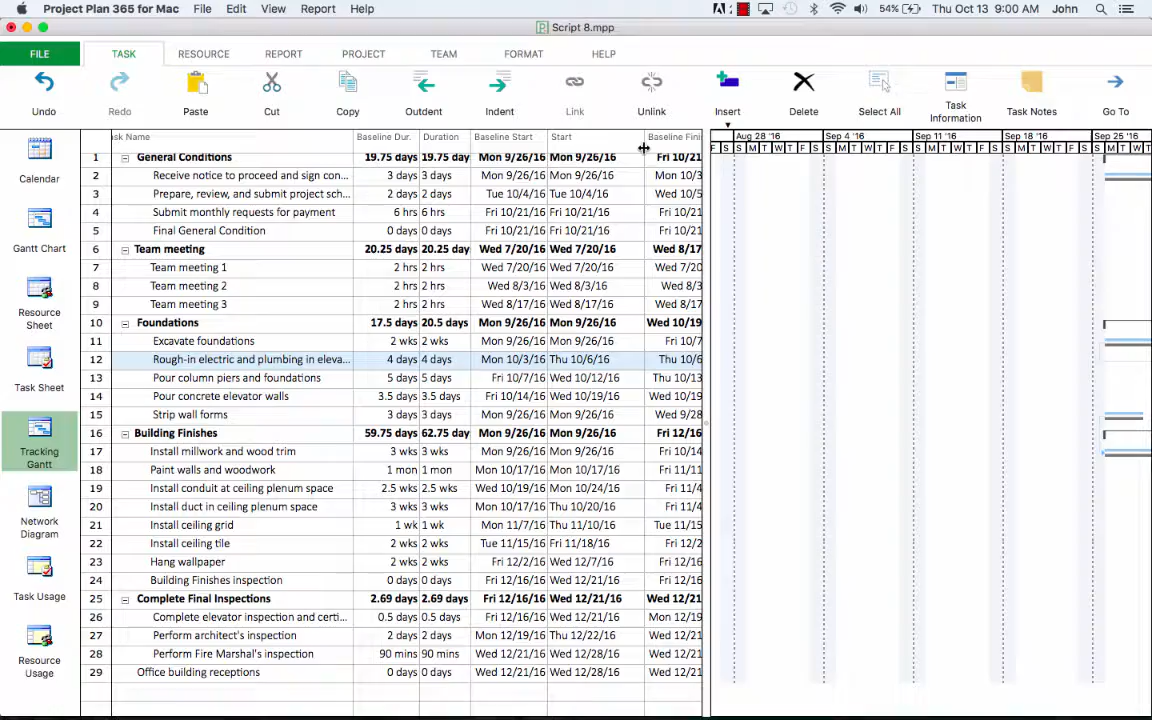 Project Plan 365 for Mac File Edit View Report Help 54% Thu Oct 13 9:00 AM John
Script 8.mpp
FILE TASK RESOURCE REPORT PROJECT TEAM FORMAT HELP
Undo Redo Paste Cut Copy Outdent Indent Link Unlink Insert Delete Select All Task Information Task Notes Go To
Calendar
Gantt Chart
Resource Sheet
Task Sheet
Tracking Gantt
Network Diagram
Task Usage
Resource Usage
sk Name Baseline Dur. Duration Baseline Start Start Baseline Fini
1 General Conditions 19.75 days 19.75 day Mon 9/26/16 Mon 9/26/16 Fri 10/21
2 Receive notice to proceed and sign con... 3 days 3 days Mon 9/26/16 Mon 9/26/16 Mon 10/3
3 Prepare, review, and submit project sch... 2 days 2 days Tue 10/4/16 Tue 10/4/16 Wed 10/5
4 Submit monthly requests for payment 6 hrs 6 hrs Fri 10/21/16 Fri 10/21/16 Fri 10/21
5 Final General Condition 0 days 0 days Fri 10/21/16 Fri 10/21/16 Fri 10/21
6 Team meeting 20.25 days 20.25 day Wed 7/20/16 Wed 7/20/16 Wed 8/17
7 Team meeting 1 2 hrs 2 hrs Wed 7/20/16 Wed 7/20/16 Wed 7/20
8 Team meeting 2 2 hrs 2 hrs Wed 8/3/16 Wed 8/3/16 Wed 8/3
9 Team meeting 3 2 hrs 2 hrs Wed 8/17/16 Wed 8/17/16 Wed 8/17
10 Foundations 17.5 days 20.5 days Mon 9/26/16 Mon 9/26/16 Wed 10/19
11 Excavate foundations 2 wks 2 wks Mon 9/26/16 Mon 9/26/16 Fri 10/7
12 Rough-in electric and plumbing in eleva... 4 days 4 days Mon 10/3/16 Thu 10/6/16 Thu 10/6
13 Pour column piers and foundations 5 days 5 days Fri 10/7/16 Wed 10/12/16 Thu 10/13
14 Pour concrete elevator walls 3.5 days 3.5 days Fri 10/14/16 Wed 10/19/16 Wed 10/19
15 Strip wall forms 3 days 3 days Mon 9/26/16 Mon 9/26/16 Wed 9/28
16 Building Finishes 59.75 days 62.75 day Mon 9/26/16 Mon 9/26/16 Fri 12/16
17 Install millwork and wood trim 3 wks 3 wks Mon 9/26/16 Mon 9/26/16 Fri 10/14
18 Paint walls and woodwork 1 mon 1 mon Mon 10/17/16 Mon 10/17/16 Fri 11/11
19 Install conduit at ceiling plenum space 2.5 wks 2.5 wks Wed 10/19/16 Mon 10/24/16 Fri 11/4
20 Install duct in ceiling plenum space 3 wks 3 wks Mon 10/17/16 Thu 10/20/16 Fri 11/4
21 Install ceiling grid 1 wk 1 wk Mon 11/7/16 Thu 11/10/16 Tue 11/15
22 Install ceiling tile 2 wks 2 wks Tue 11/15/16 Fri 11/18/16 Fri 12/2
23 Hang wallpaper 2 wks 2 wks Fri 12/2/16 Wed 12/7/16 Fri 12/16
24 Building Finishes inspection 0 days 0 days Fri 12/16/16 Wed 12/21/16 Fri 12/16
25 Complete Final Inspections 2.69 days 2.69 days Fri 12/16/16 Wed 12/21/16 Wed 12/21
26 Complete elevator inspection and certi... 0.5 days 0.5 days Fri 12/16/16 Wed 12/21/16 Mon 12/19
27 Perform architect's inspection 2 days 2 days Mon 12/19/16 Thu 12/22/16 Wed 12/21
28 Perform Fire Marshal's inspection 90 mins 90 mins Wed 12/21/16 Wed 12/28/16 Wed 12/21
29 Office building receptions 0 days 0 days Wed 12/21/16 Wed 12/28/16 Wed 12/21
Aug 28 '16 Sep 4 '16 Sep 11 '16 Sep 18 '16 Sep 25 '16
F S S M T W T F S S M T W T F S S M T W T F S S M T W T F S S M T W T